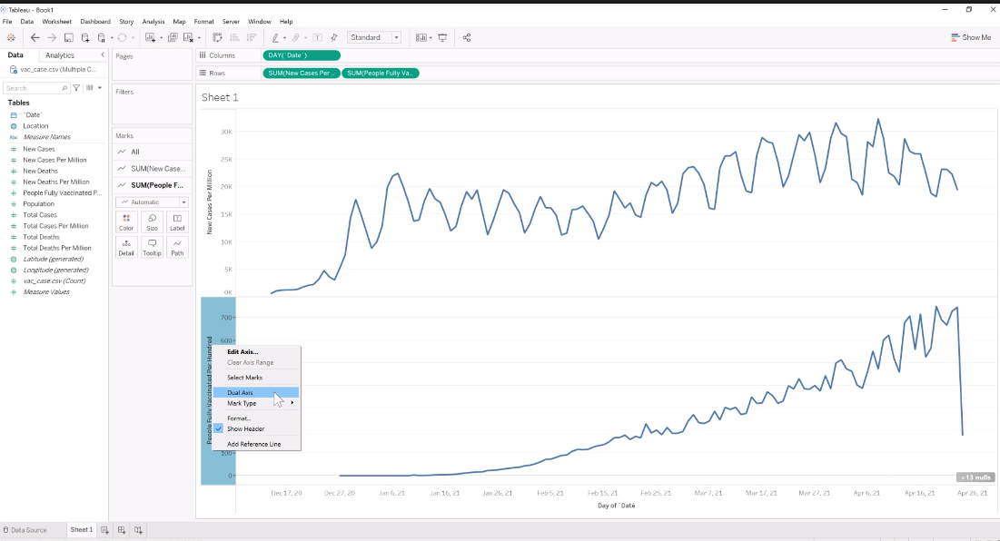 Tableau - Book1
File Data Worksheet Dashboard Story Analysis Map Format Server Window Help
Standard
Show Me
Data Analytics
vac_case.csv (Multiple C...
Search
Tables
`Date`
Location
Abc Measure Names
New Cases
New Cases Per Million
New Deaths
New Deaths Per Million
People Fully Vaccinated P...
Population
Total Cases
Total Cases Per Million
Total Deaths
Total Deaths Per Million
Latitude (generated)
Longitude (generated)
vac_case.csv (Count)
Measure Values
Pages
Filters
Marks
All
SUM(New Case...
SUM(People F...
Automatic
Color Size Label
Detail Tooltip Path
Columns DAY(`Date`)
Rows SUM(New Cases Per .. SUM(People Fully Va..
Sheet 1
New Cases Per Million
30K
25K
20K
15K
10K
5K
0K
People Fully Vaccinated Per Hundred
700
600
100
0
Edit Axis...
Clear Axis Range
Select Marks
Dual Axis
Mark Type
Format...
Show Header
Add Reference Line
>13 nulls
Dec 17, 20 Dec 27, 20 Jan 6, 21 Jan 16, 21 Jan 26, 21 Feb 5, 21 Feb 15, 21 Feb 25, 21 Mar 7, 21 Mar 17, 21 Mar 27, 21 Apr 6, 21 Apr 16, 21 Apr 26, 21
Day of `Date`
Data Source Sheet 1